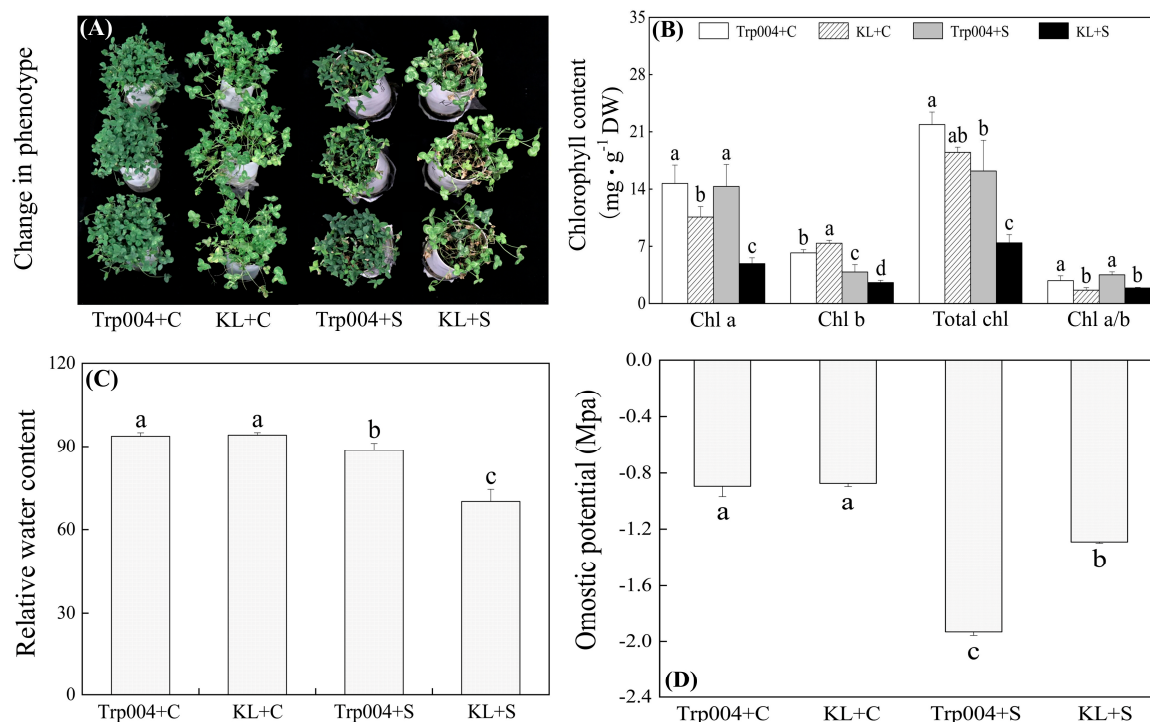 Change in phenotype
(A)
Trp004+C KL+C Trp004+S KL+S
Chlorophyll content
(mg·g⁻¹ DW)
(B)
Trp004+C KL+C Trp004+S KL+S
28
21
14
7
0
a b a c
b a c d
a ab b c
a b a b
Chl a Chl b Total chl Chl a/b
Relative water content
(C)
120
90
60
30
0
a a b c
Trp004+C KL+C Trp004+S KL+S
Omostic potential (Mpa)
0.0
-0.4
-0.8
-1.2
-1.6
-2.0
-2.4
a a c b
(D)
Trp004+C KL+C Trp004+S KL+S